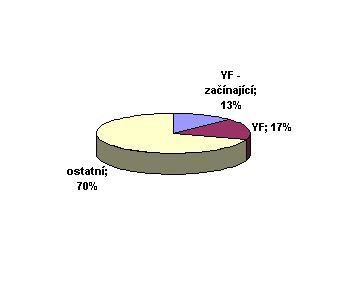 YF -
začínající;
13%
YF; 17%
ostatní;
70%